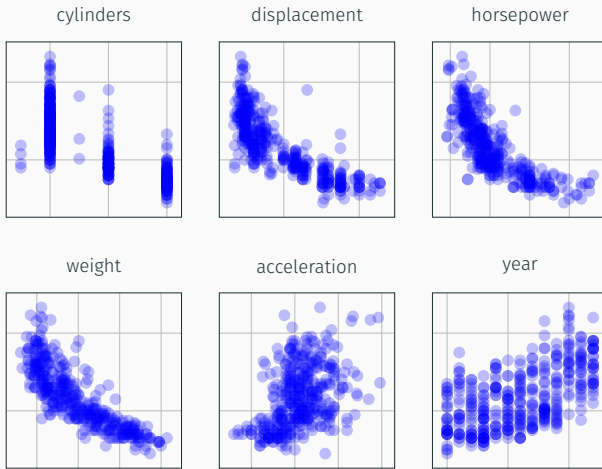 cylinders
displacement
horsepower
weight
acceleration
year